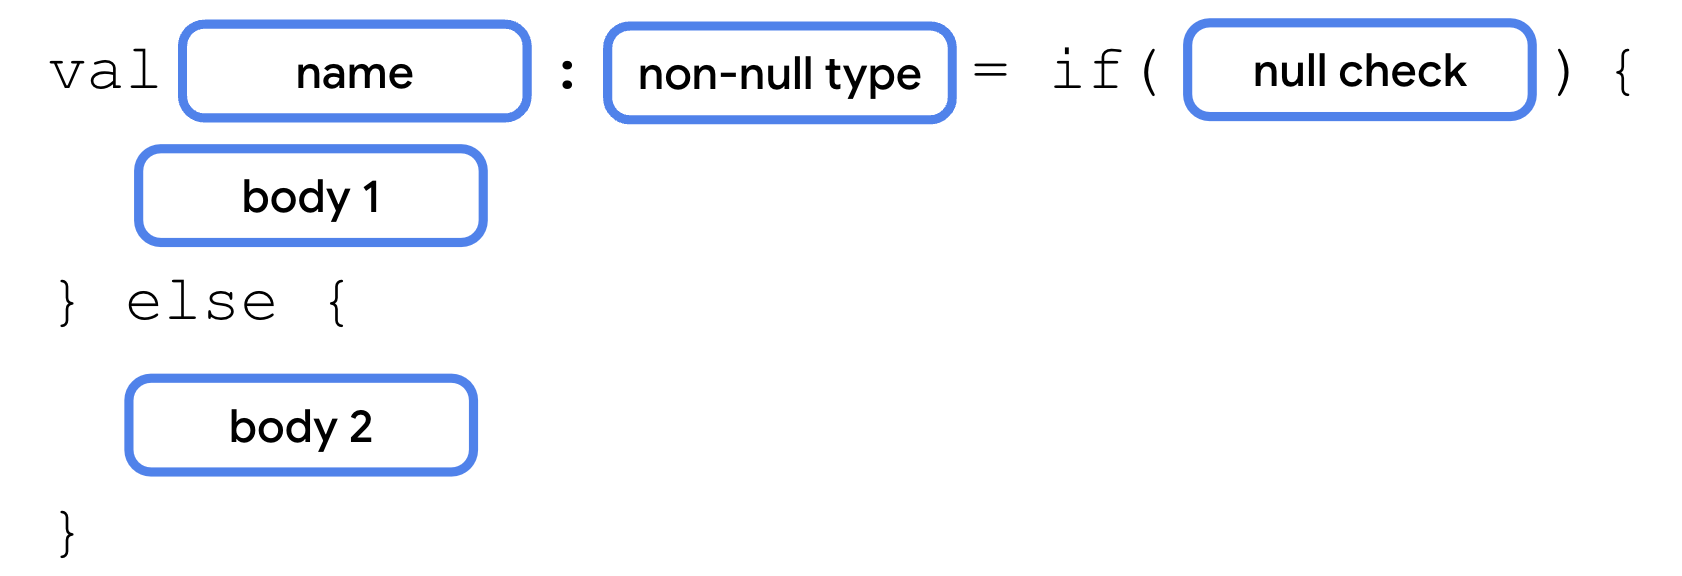 val name : non-null type = if( null check ) {
body 1
} else {
body 2
}